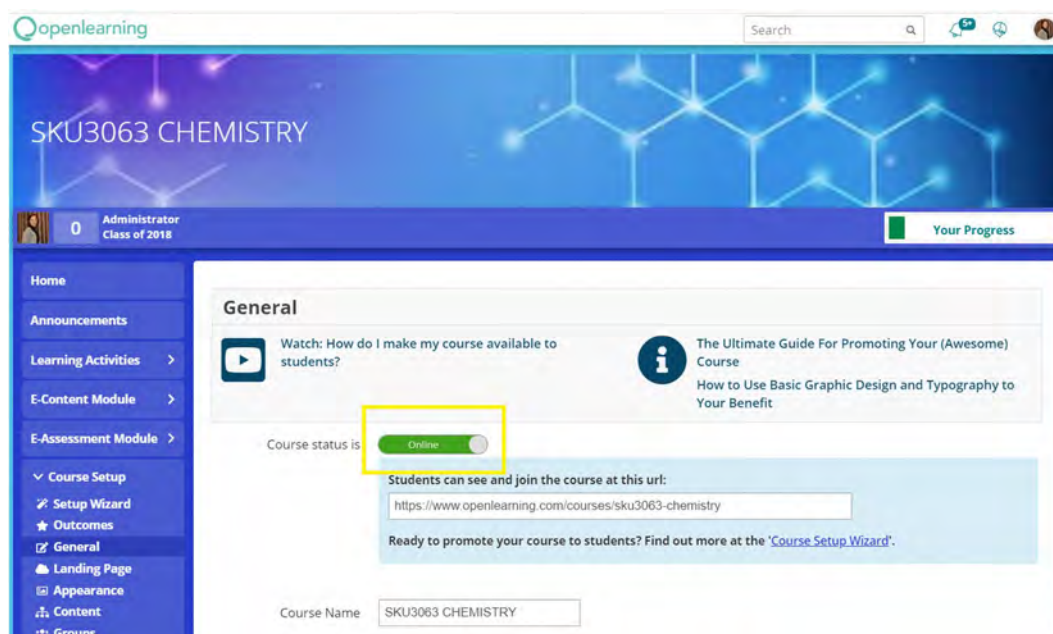 openlearning
Search
5+
SKU3063 CHEMISTRY
0
Administrator
Class of 2018
Your Progress
Home
Announcements
Learning Activities
E-Content Module
E-Assessment Module
Course Setup
Setup Wizard
Outcomes
General
Landing Page
Appearance
Content
Groups
General
Watch: How do I make my course available to
students?
The Ultimate Guide For Promoting Your (Awesome)
Course
How to Use Basic Graphic Design and Typography to
Your Benefit
Course status is
Online
Students can see and join the course at this url:
https://www.openlearning.com/courses/sku3063-chemistry
Ready to promote your course to students? Find out more at the 'Course Setup Wizard'.
Course Name
SKU3063 CHEMISTRY